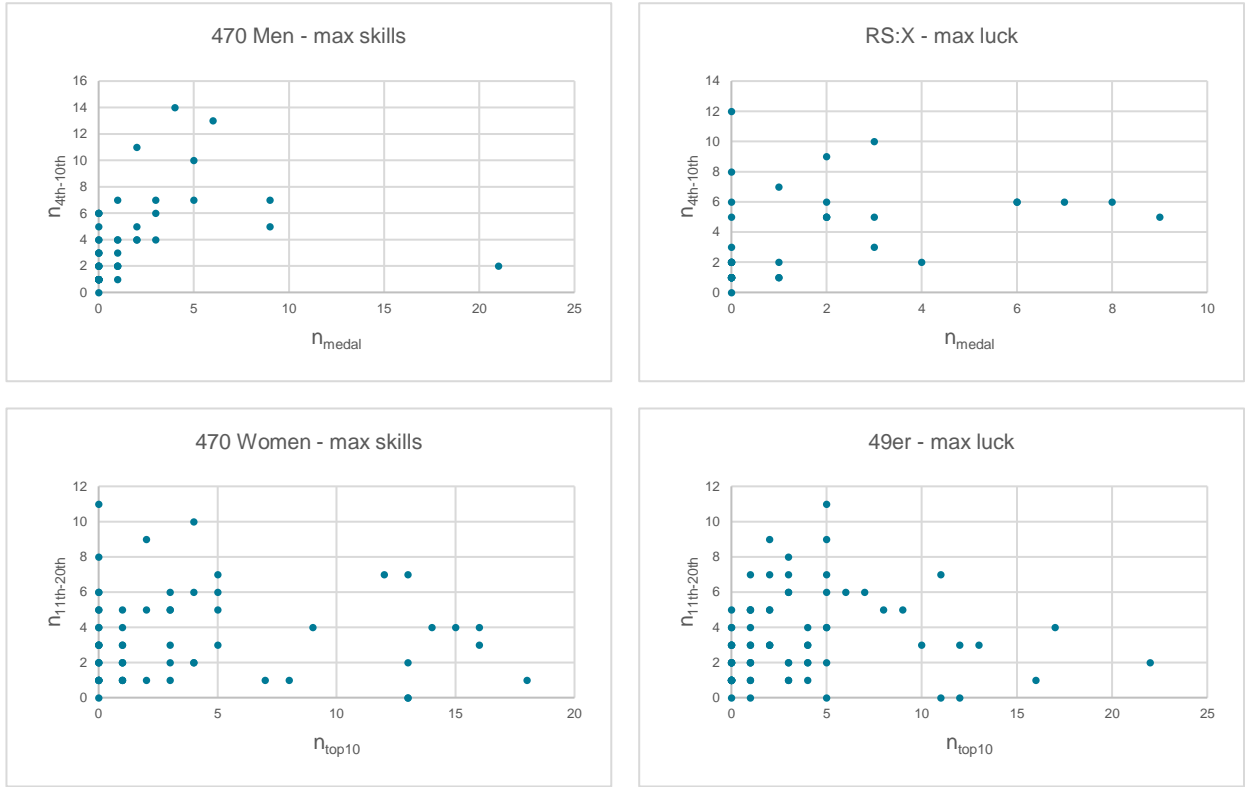 470 Men - max skills
16
14
12
10
8
6
4
2
0
n4th-10th
0 5 10 15 20 25
nmedal
RS:X - max luck
14
12
10
8
6
4
2
0
n4th-10th
0 2 4 6 8 10
nmedal
470 Women - max skills
12
10
8
6
4
2
0
n11th-20th
0 5 10 15 20
ntop10
49er - max luck
12
10
8
6
4
2
0
n11th-20th
0 5 10 15 20 25
ntop10